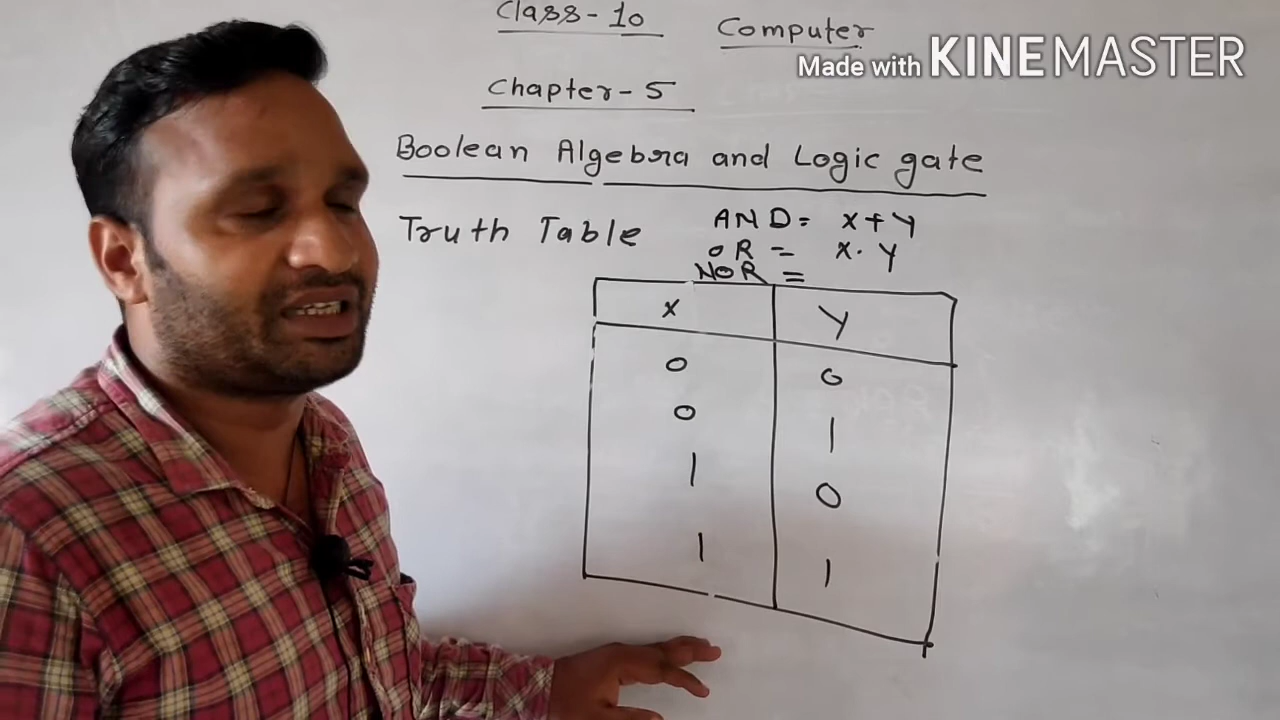 Class-10 Computer
Made with KINEMASTER
Chapter-5
Boolean Algebra and Logic gate
Truth Table AND= X+Y
OR = X.Y
NOR =
X Y
0 0
0 1
1 0
1 1